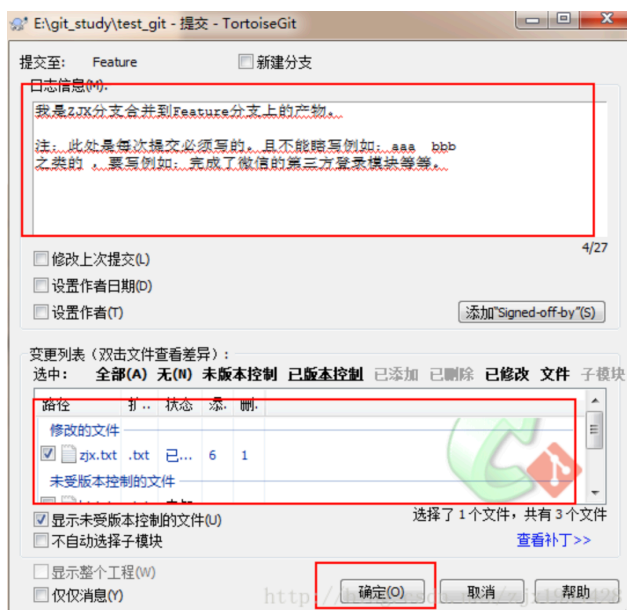 E:\git_study\test_git - 提交 - TortoiseGit
提交至: Feature 新建分支
日志信息(M):
我是ZJX分支合并到Feature分支上的产物。
注: 此处是每次提交必须写的。且不能瞎写例如: aaa bbb
之类的 , 要写例如: 完成了微信的第三方登录模块等等。
4/27
修改上次提交(L)
设置作者日期(D)
设置作者(T) 添加"Signed-off-by"(S)
变更列表 (双击文件查看差异) :
选中: 全部(A) 无(N) 未版本控制 已版本控制 已添加 已删除 已修改 文件 子模块
路径 扩.. 状态 添. 删.
修改的文件
zjx.txt .txt 已... 6 1
未受版本控制的文件
显示未受版本控制的文件(U) 选择了1个文件, 共有3个文件
不自动选择子模块 查看补丁>>
显示整个工程(W)
仅仅消息(Y) 确定(O) 取消 帮助